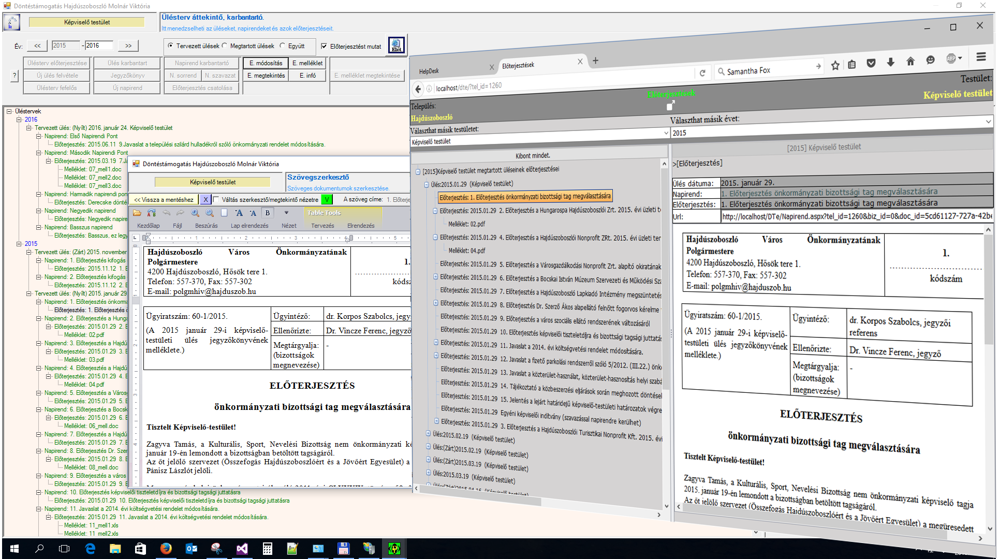 Döntéstámogatás Hajdúszoboszló Molnár Viktória
Képviselő testület
Ülésterv áttekintő, karbantartó.
Itt menedzselheti az üléseket, napirendeket és azok előterjesztéseit.
Év: << 2015 - 2016 >>
Tervezett ülések Megtartott ülések Együtt
Előterjesztést mutat
Előt.
Ülésterv előterjesztése Ülés karbantart Napirend karbantartó E. módosítás E. melléklet
? Új ülés felvétele Jegyzőkönyv N. sorrend N. szavazat E. megtekintés E. infó E. melléklet megtekintése
Ülésterv fefelős Új napirend Előterjesztés csatolása
Üléstervek
2016
Tervezett ülés: (Nyílt) 2016. január 24. Képviselő testület
Napirend: Első Napirendi Pont
Előterjesztés: 2015.06.11 9.Javaslat a települési szilárd hulladékról szóló önkormányzati rendelet módosítására.
Napirend: Második Napirendi Pont
Előterjesztés: 2015.03.19 7.Ja
Melléklet: 07_mell1.doc
Melléklet: 07_mell2.doc
Melléklet: 07_mell3.doc
Napirend: Harmadik napirendi pont
Előterjesztés: Derecske dönté
Napirend: Negyedik napirend
Előterjesztés: Negyedik napire
Napirend: Basszus napirend
Előterjesztés: Basszus, ez legy
2015
Tervezett ülés: (Zárt) 2015. november
Napirend: 1. Előterjesztés kifogás
Előterjesztés: 2015.11.12 1. E
Napirend: 2. Előterjesztés kifogás
Előterjesztés: 2015.11.12 2. E
Tervezett ülés: (Nyílt) 2015. január 29
Napirend: 1. Előterjesztés önkorma
Előterjesztés: 1. Előterjesztés ö
Napirend: 2. Előterjesztés a Hunga
Előterjesztés: 2015.01.29 2. E
Melléklet: 02.pdf
Napirend: 3. Előterjesztés a Hajdú
Előterjesztés: 2015.01.29 3. E
Melléklet: 03.pdf
Napirend: 4. Előterjesztés a Hajdú
Előterjesztés: 2015.01.29 4. E
Melléklet: 04.pdf
Napirend: 5. Előterjesztés a Városg
Előterjesztés: 2015.01.29 5. E
Napirend: 6. Előterjesztés a Bocsk
Előterjesztés: 2015.01.29 6. E
Melléklet: 06_mell.doc
Napirend: 7. Előterjesztés a Hajdú
Előterjesztés: 2015.01.29 7. E
Napirend: 8. Előterjesztés Dr. Szer
Előterjesztés: 2015.01.29 8. E
Melléklet: 08_mell.doc
Napirend: 9. Előterjesztés a város
Előterjesztés: 2015.01.29 9. E
Napirend: 10. Előterjesztés képviselői tiszteletdíjra és bizottsági tagsági juttatásra
Előterjesztés: 2015.01.29 10. Előterjesztés képviselői tiszteletdíjra és bizottsági tagsági juttatásra
Napirend: 11. Javaslat a 2014. évi költségvetési rendelet módosítására.
Előterjesztés: 2015.01.29 11. Javaslat a 2014. évi költségvetési rendelet módosítására.
Melléklet: 11_mell1.xls
Melléklet: 11_mell2.xls
Döntéstámogatás Hajdúszoboszló Molnár Viktória
Képviselő testület
Szövegszerkesztő
Szöveges dokumentumok szerkesztése.
<< Vissza a mentéshez X Váltás szerkesztő/megtekintő nézetre V A szöveg címe: 1. Előterje
Table Tools
Kezdőlap Fájl Beszúrás Lap elrendezés Nézet Tervezés Elrendezés
Hajdúszoboszló Város Önkormányzatának
Polgármestere
4200 Hajdúszoboszló, Hősök tere 1.
Telefon: 557-370, Fax: 557-302
E-mail: polgmhiv@hajduszob.hu
1.
kódsz
Ügyiratszám: 60-1/2015.
(A 2015 január 29-i képviselő-
testületi ülés jegyzőkönyvének
melléklete.)
Ügyintéző: dr. Korpos Szabolcs, jegyz
Ellenőrizte: Dr. Vincze Ferenc, jegyző
Megtárgyalja: -
(bizottságok
megnevezése)
ELŐTERJESZTÉS
önkormányzati bizottsági tag megválasztására
Tisztelt Képviselő-testület!
Zagyva Tamás, a Kulturális, Sport, Nevelési Bizottság nem önkormányzati ké
január 19-én lemondott a bizottságban betöltött tagságáról.
Az őt jelölő szervezet (Összefogás Hajdúszoboszlóért és a Jövőért Egyesület) a
Pánisz Lászlót jelöli.
HelpDesk
Előterjesztések
localhost/dte/?tel_id=1260
Samantha Fox
ABP
Előterjesztések
Település:
Hajdúszoboszló
Testület:
Képviselő testület
Választhat másik testületet:
Képviselő testület
Választhat másik évet:
2015
Kibont mindet.
[2015]Képviselő testület megtartott üléseinek előterjesztései
Ülés:2015.01.29 (Képviselő testület)
Előterjesztés: 1. Előterjesztés önkormányzati bizottsági tag megválasztására
Előterjesztés: 2015.01.29 2. Előterjesztés a Hungarospa Hajdúszoboszlói Zrt. 2015. évi üzleti te
Melléklet: 02.pdf
Előterjesztés: 2015.01.29 4. Előterjesztés a Hajdúszoboszlói Nonprofit ZRt. 2015. évi üzleti ter
Melléklet: 04.pdf
Előterjesztés: 2015.01.29 5. Előterjesztés a Városgazdálkodási Nonprofit Zrt. alapító okiratának
Előterjesztés: 2015.01.29 6. Előterjesztés a Bocskai István Múzeum Szervezeti és Működési Sza
Előterjesztés: 2015.01.29 7. Előterjesztés a Hajdúszoboszló Lapkiadó Intézmény megszüntetés
Előterjesztés: 2015.01.29 8. Előterjesztés Dr. Szerző Ákos alapellátó felnőtt fogorvos kérelme
Előterjesztés: 2015.01.29 9. Előterjesztés a város szociális ellátó rendszerének változásáról
Előterjesztés: 2015.01.29 10. Előterjesztés képviselői tiszteletdíjra és bizottsági tagsági juttatás
Előterjesztés: 2015.01.29 11. Javaslat a 2014. évi költségvetési rendelet módosítására.
Előterjesztés: 2015.01.29 12. Javaslat a fizető parkolási rendszerről szóló 5/2012. (III.22.) önko
Előterjesztés: 2015.01.29 13. Javaslat a közterület-használat, közterület-hasznosítás helyi szabá
Előterjesztés: 2015.01.29 14. Tájékoztató a közbeszerzési eljárások során meghozott döntések
Előterjesztés: 2015.01.29 15. Jelentés a lejárt határidejű képviselő-testületi határozatok végre
Előterjesztés: 2015.01.29 Egyéni képviselői indítvány (szavazással napirendre kerülhet)
Előterjesztés: 2015.01.29 3. Előterjesztés a Hajdúszoboszlói Turisztikai Nonprofit Kft. 2015. évi
Ülés:2015.02.19 (Képviselő testület)
Ülés:(Zárt)2015.02.19 (Képviselő testület)
Ülés:(Zárt)2015.03.19 (Képviselő testület)
Ülés:2015.03.19 (Képviselő testület)
Ülés:(Zárt)2015.04.16 (Képviselő testület)
[2015] Képviselő testület
>[Előterjesztés]
Ülés dátuma: 2015. január 29.
Napirend: 1. Előterjesztés önkormányzati bizottsági tag megválasztására
Előterjesztés: 1. Előterjesztés önkormányzati bizottsági tag megválasztására
Url: http://localhost/DTe/Napirend.aspx?tel_id=1260&biz_id=0&doc_id=5cd61127-727a-42be
Hajdúszoboszló Város Önkormányzatának
Polgármestere
4200 Hajdúszoboszló, Hősök tere 1.
Telefon: 557-370, Fax: 557-302
E-mail: polgmhiv@hajduszob.hu
1.
kódszám
Ügyiratszám: 60-1/2015.
(A 2015 január 29-i képviselő-
testületi ülés jegyzőkönyvének
melléklete.)
Ügyintéző: dr. Korpos Szabolcs, jegyzői
referens
Ellenőrizte: Dr. Vincze Ferenc, jegyző
Megtárgyalja: -
(bizottságok
megnevezése)
ELŐTERJESZTÉS
önkormányzati bizottsági tag megválasztására
Tisztelt Képviselő-testület!
Zagyva Tamás, a Kulturális, Sport, Nevelési Bizottság nem önkormányzati képviselő tagja
2015. január 19-én lemondott a bizottságban betöltött tagságáról.
Az őt jelölő szervezet (Összefogás Hajdúszoboszlóért és a Jövőért Egyesület) a megüresedett